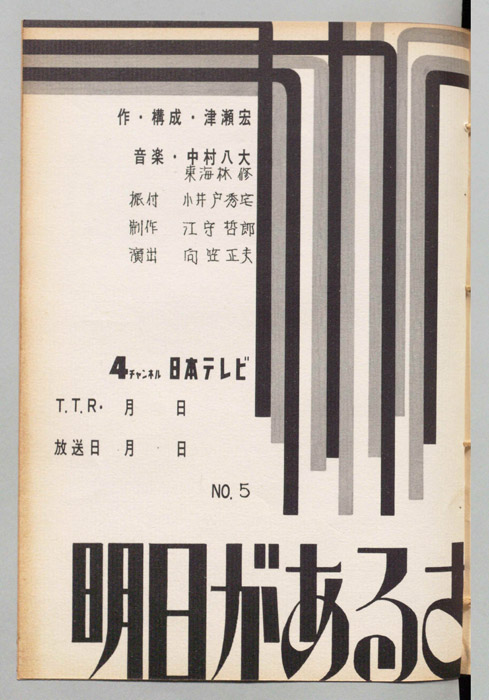 作・構成・津瀬宏
音楽・中村八大
東海林修
振付 小井戸秀宅
制作 江守哲郎
演出 向笠正夫
4チャンネル 日本テレビ
T.T.R. 月 日
放送日 月 日
NO. 5
明日があるさ